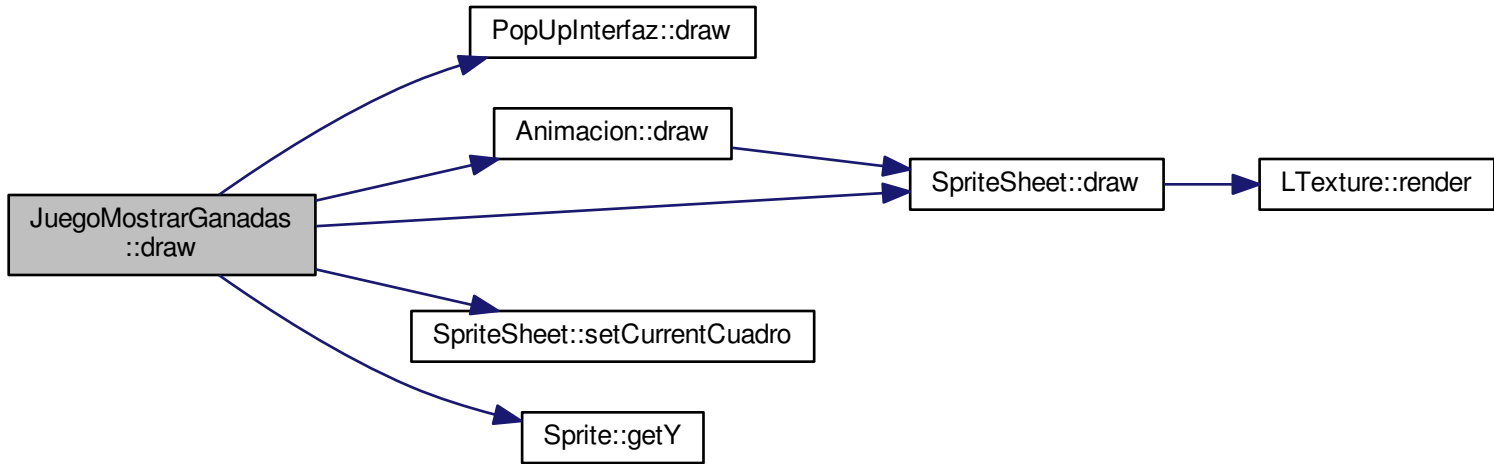 PopUpInterfaz::draw
Animacion::draw
SpriteSheet::draw
LTexture::render
JuegoMostrarGanadas
::draw
SpriteSheet::setCurrentCuadro
Sprite::getY